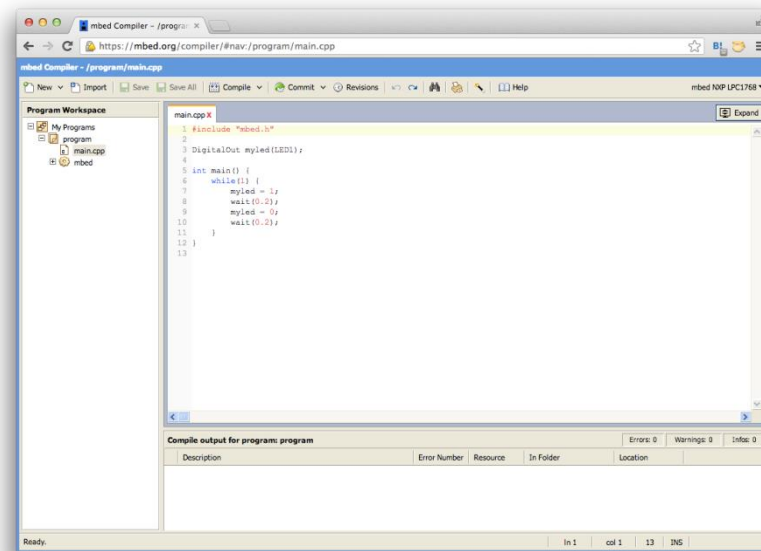 mbed Compiler - /program
https://mbed.org/compiler/#nav:/program/main.cpp
mbed Compiler - /program/main.cpp
New Import Save Save All Compile Commit Revisions Help mbed NXP LPC1768
Program Workspace
My Programs
program
main.cpp
mbed
main.cpp X
Expand
1 #include "mbed.h"
2
3 DigitalOut myled(LED1);
4
5 int main() {
6 while(1) {
7 myled = 1;
8 wait(0.2);
9 myled = 0;
10 wait(0.2);
11 }
12 }
13
Compile output for program: program Errors: 0 Warnings: 0 Infos: 0
Description Error Number Resource In Folder Location
Ready. ln 1 col 1 13 INS